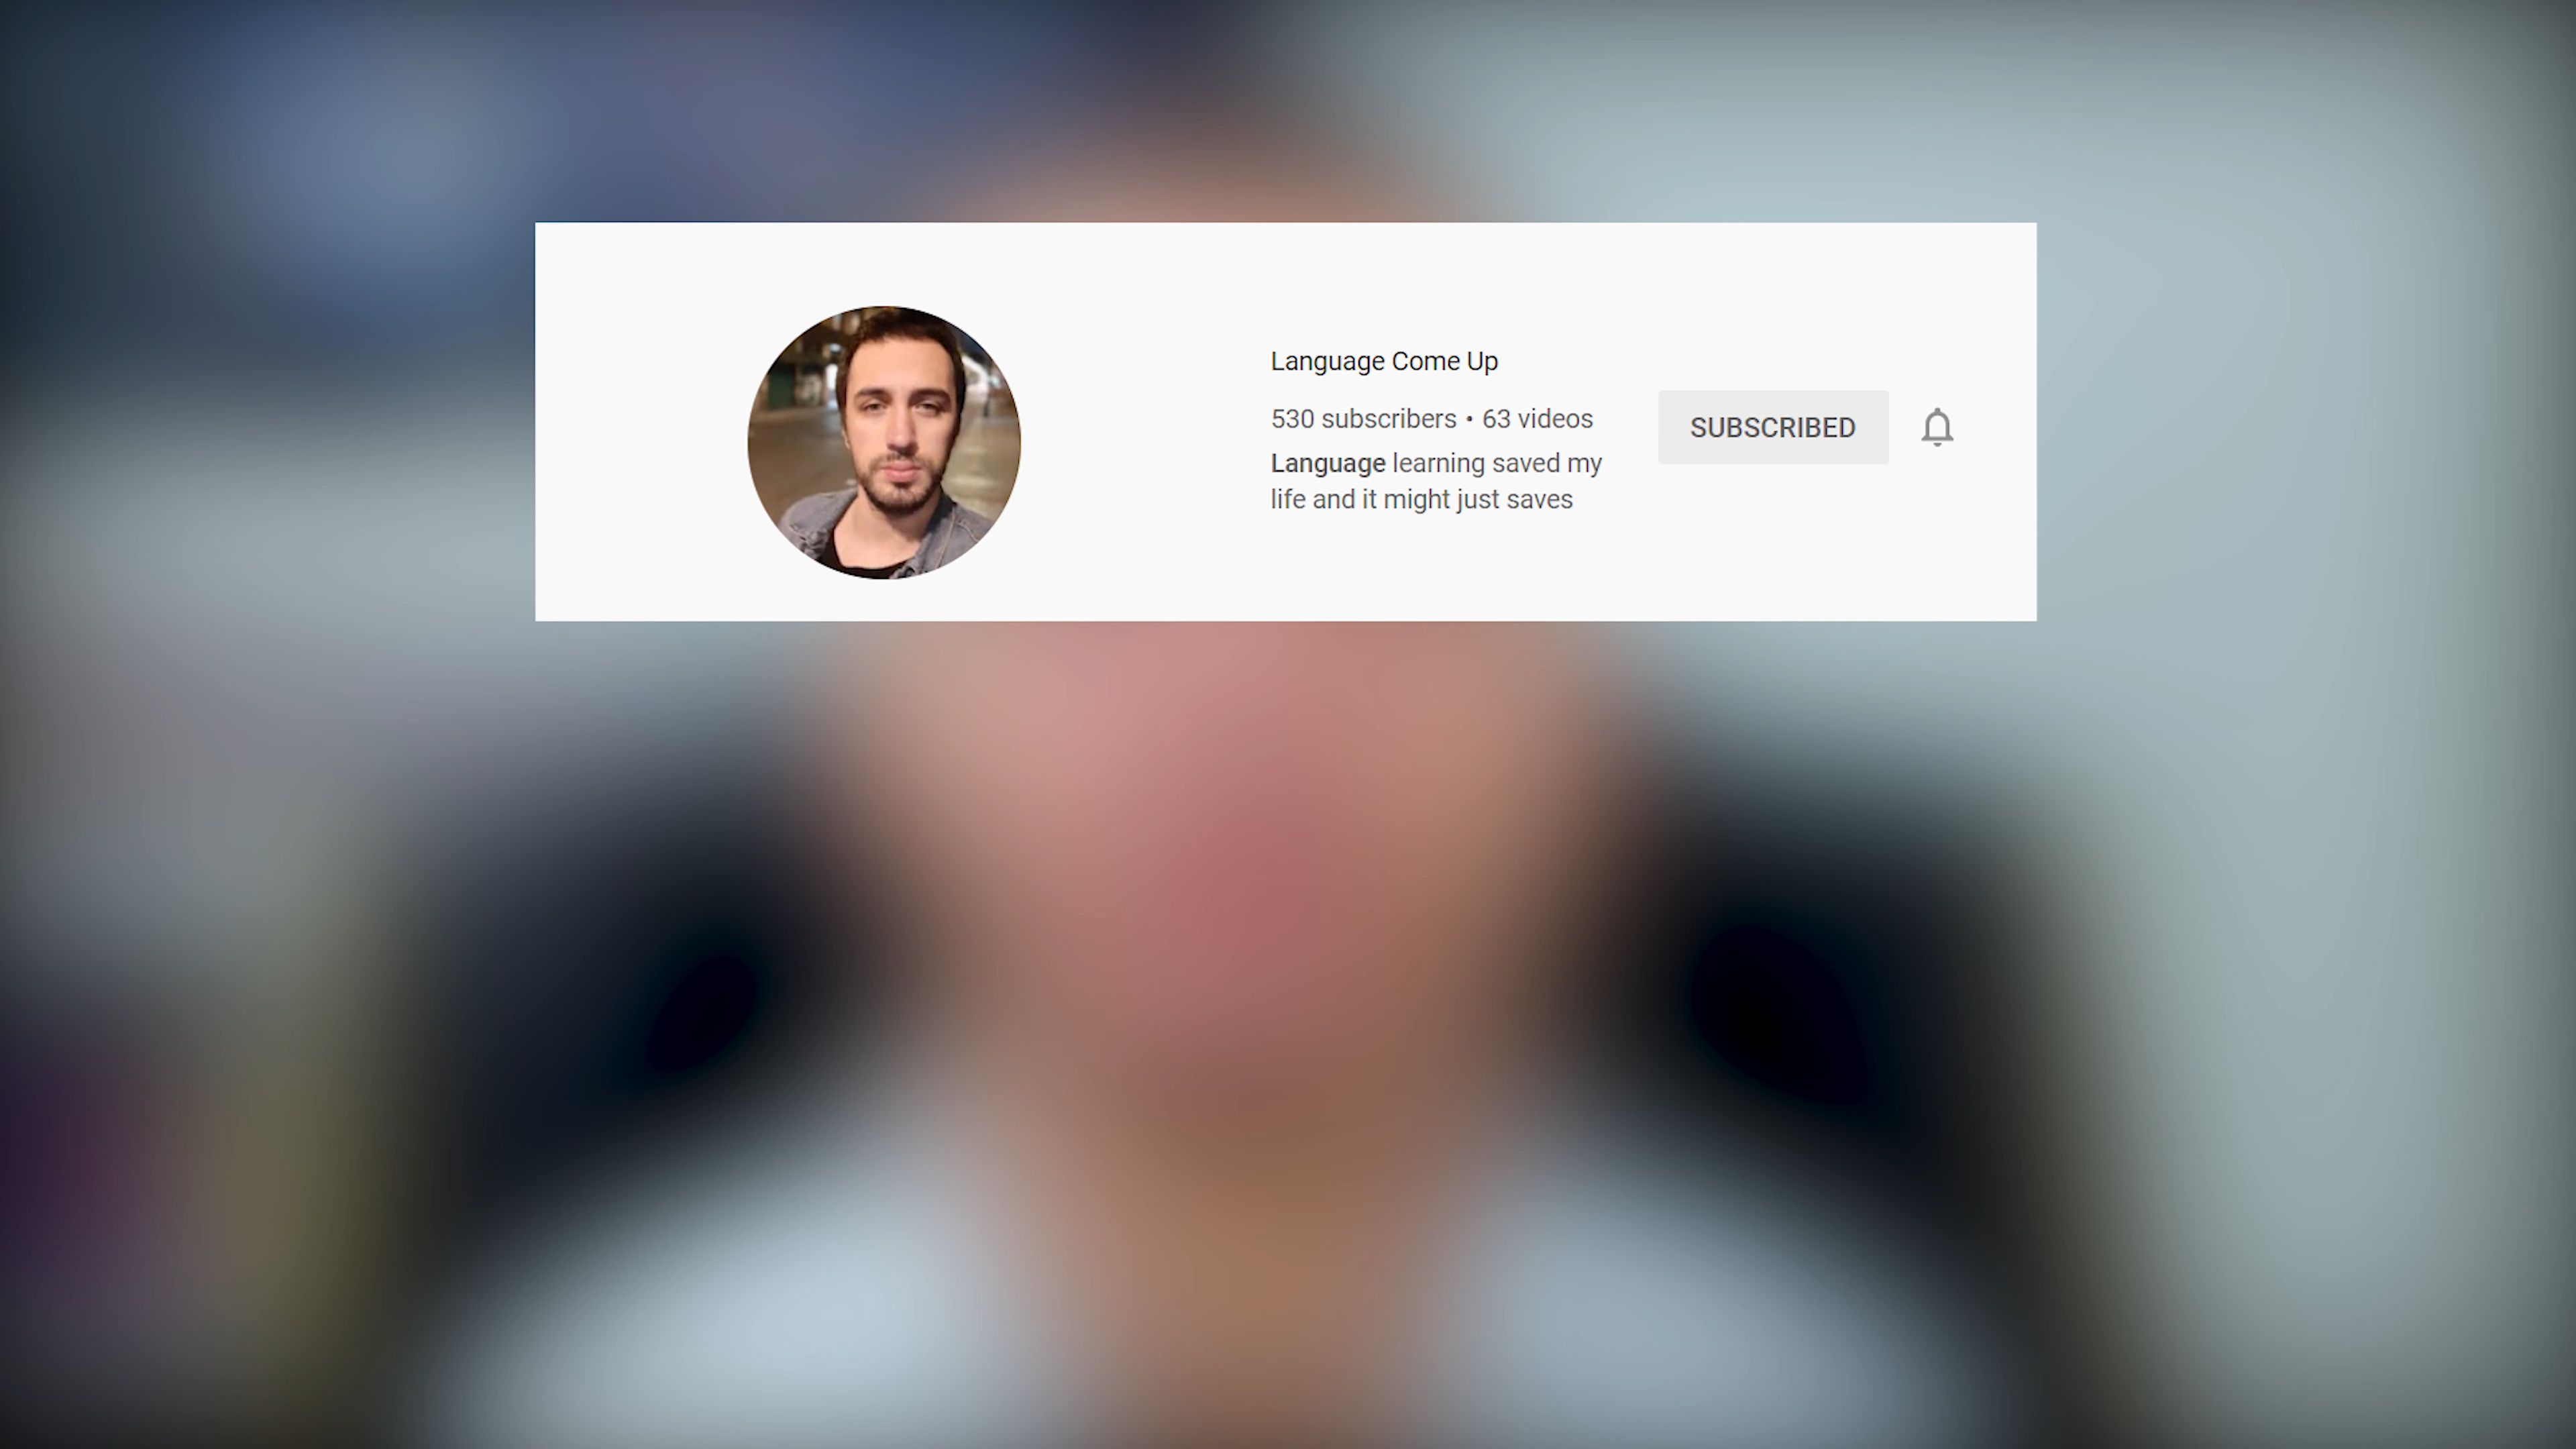 Language Come Up
530 subscribers • 63 videos
SUBSCRIBED
Language learning saved my
life and it might just saves